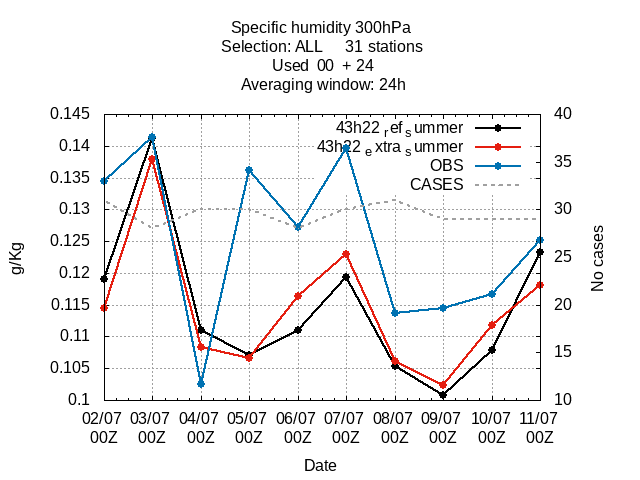 Specific humidity 300hPa
Selection: ALL     31 stations
Used  00  + 24
Averaging window: 24h
43h22 ref summer
43h22 extra summer
OBS
CASES
g/Kg
0.145
0.14
0.135
0.13
0.125
0.12
0.115
0.11
0.105
0.1
No cases
40
35
30
25
20
15
10
02/07 03/07 04/07 05/07 06/07 07/07 08/07 09/07 10/07 11/07
00Z 00Z 00Z 00Z 00Z 00Z 00Z 00Z 00Z 00Z
Date